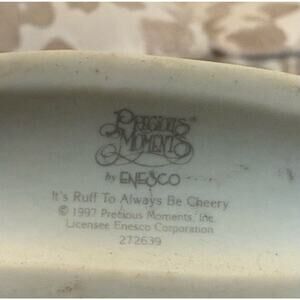 PRECIOUS
MOMENTS
by ENESCO
It's Ruff To Always Be Cheery
© 1997 Precious Moments, Inc.
Licensee Enesco Corporation
272639